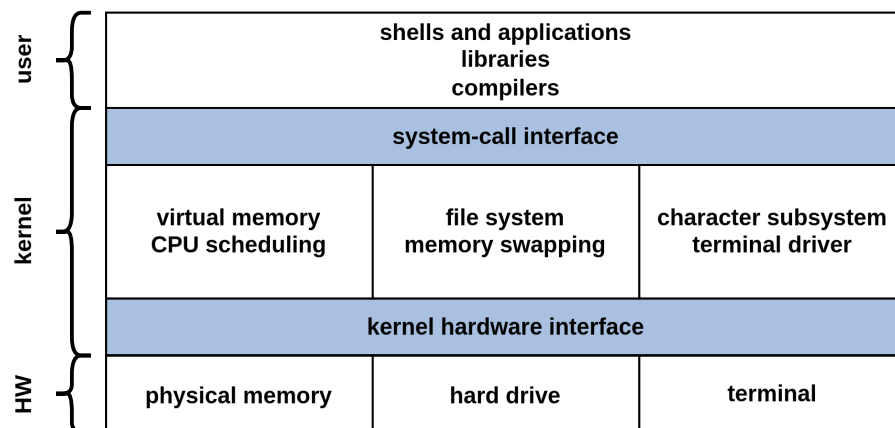 user
shells and applications
libraries
compilers
kernel
system-call interface
virtual memory
CPU scheduling
file system
memory swapping
character subsystem
terminal driver
kernel hardware interface
HW
physical memory
hard drive
terminal